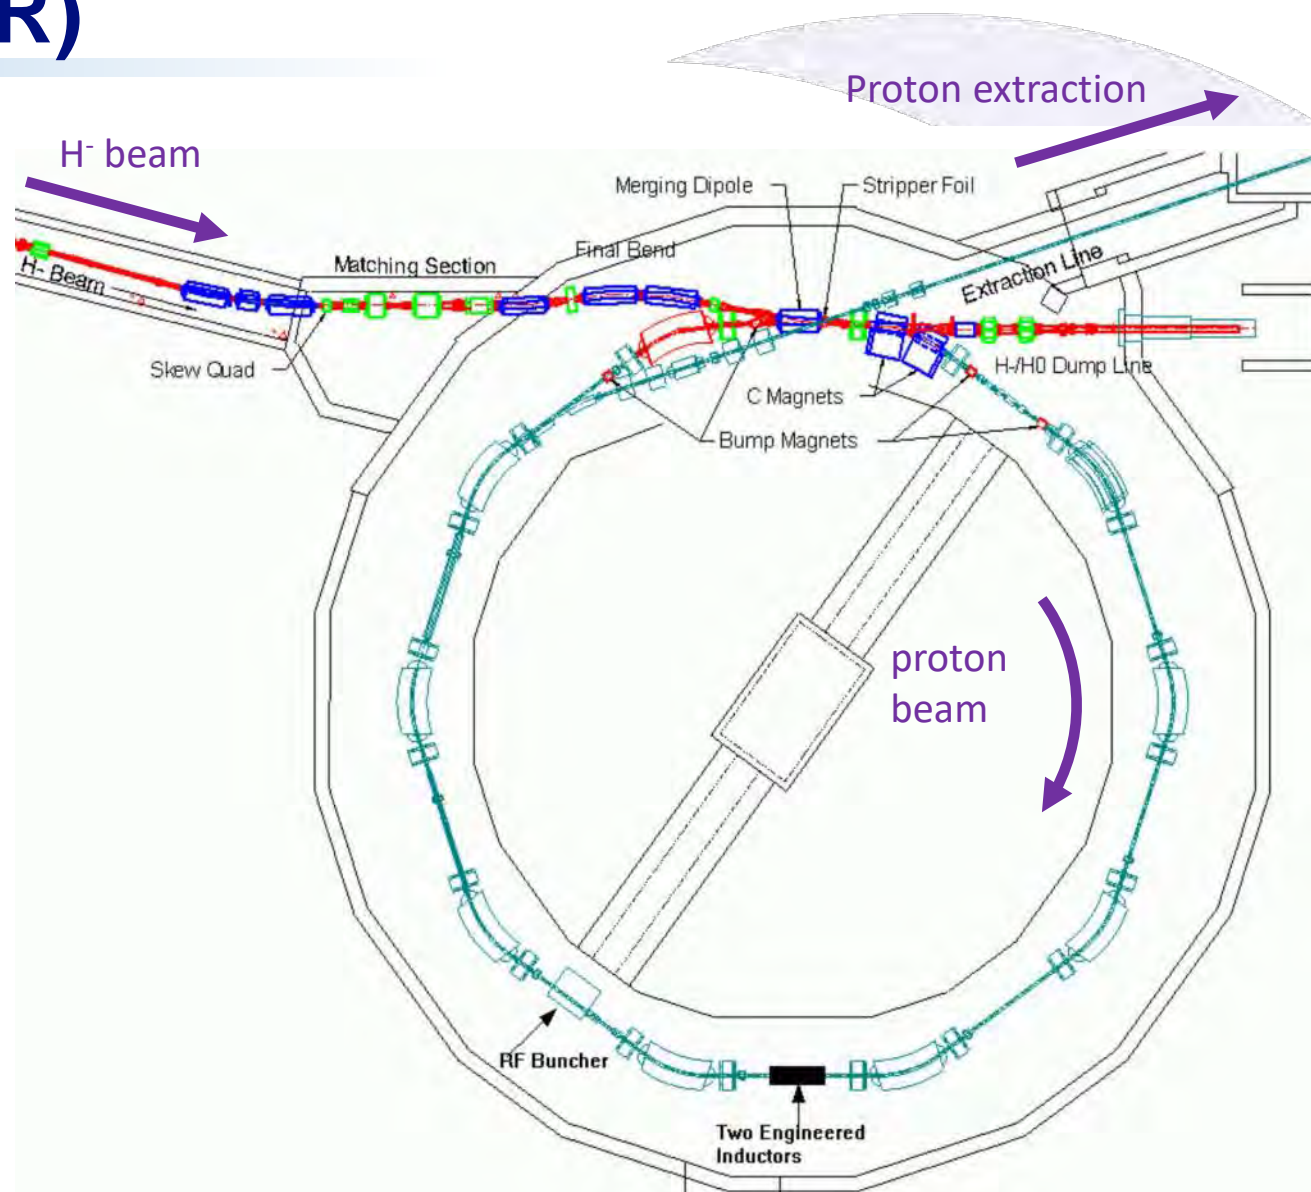 R)
Proton extraction
H⁻ beam
Merging Dipole
Stripper Foil
Final Bend
Matching Section
H- Beam
Extraction Line
Skew Quad
H-/H0 Dump Line
C Magnets
Bump Magnets
proton
beam
RF Buncher
Two Engineered
Inductors